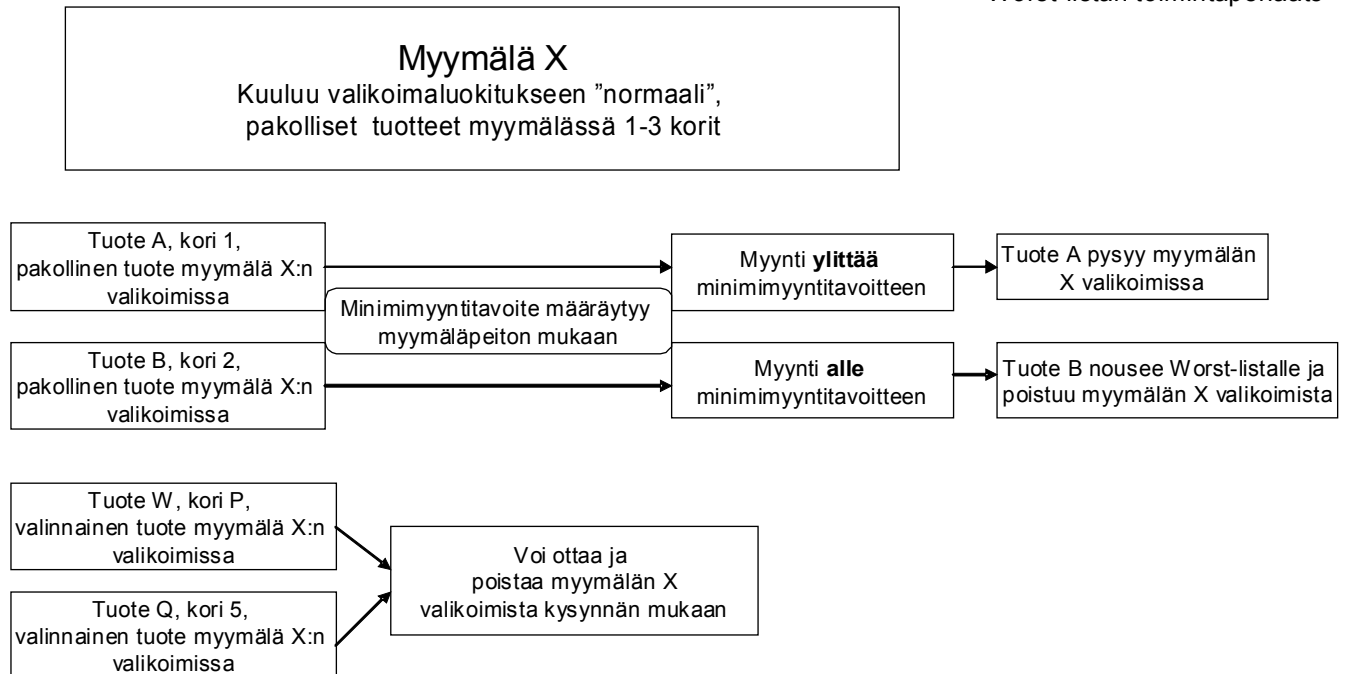 Myymälä X
Kuuluu valikoimaluokitukseen ”normaali”,
pakolliset tuotteet myymälässä 1-3 korit
Tuote A, kori 1,
pakollinen tuote myymälä X:n
valikoimissa
Myynti ylittää
minimimyyntitavoitteen
Tuote A pysyy myymälän
X valikoimissa
Minimimyyntitavoite määräytyy
myymäläpeiton mukaan
Tuote B, kori 2,
pakollinen tuote myymälä X:n
valikoimissa
Myynti alle
minimimyyntitavoitteen
Tuote B nousee Worst-listalle ja
poistuu myymälän X valikoimista
Tuote W, kori P,
valinnainen tuote myymälä X:n
valikoimissa
Voi ottaa ja
poistaa myymälän X
valikoimista kysynnän mukaan
Tuote Q, kori 5,
valinnainen tuote myymälä X:n
valikoimissa